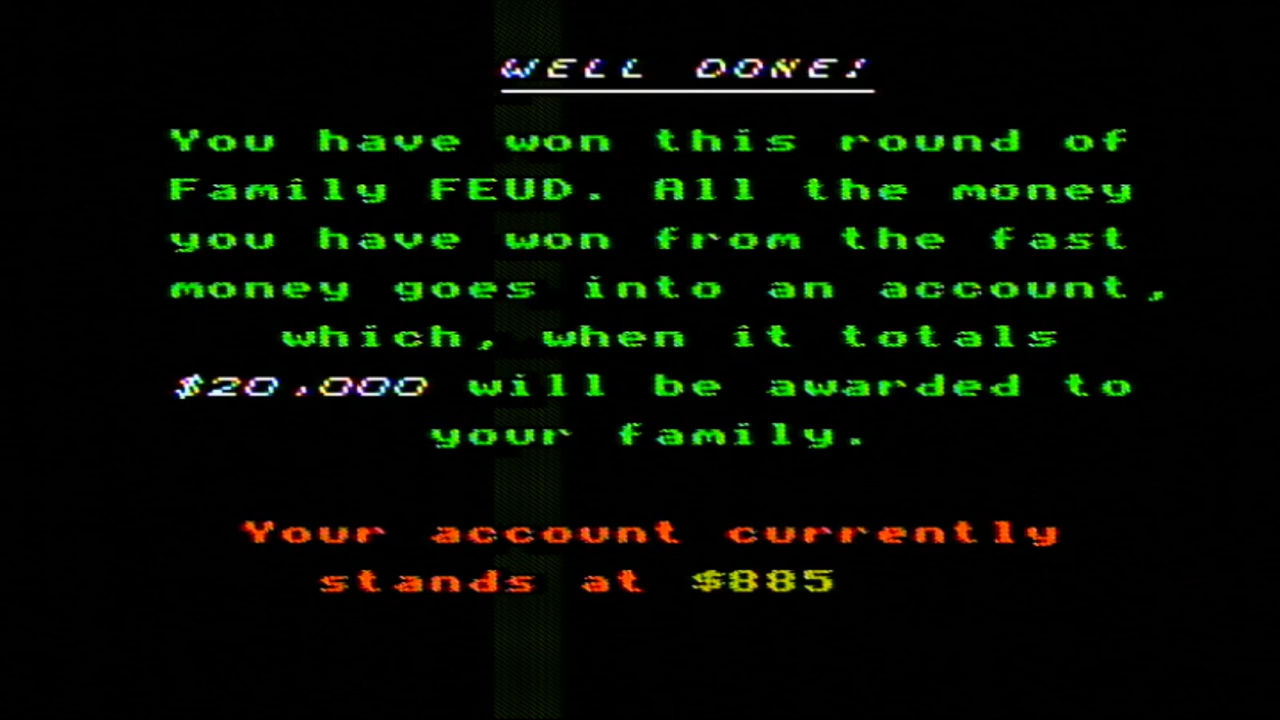 WELL DONE!
You have won this round of
Family FEUD. All the money
you have won from the fast
money goes into an account,
which, when it totals
$20,000 will be awarded to
your family.
Your account currently
stands at $885